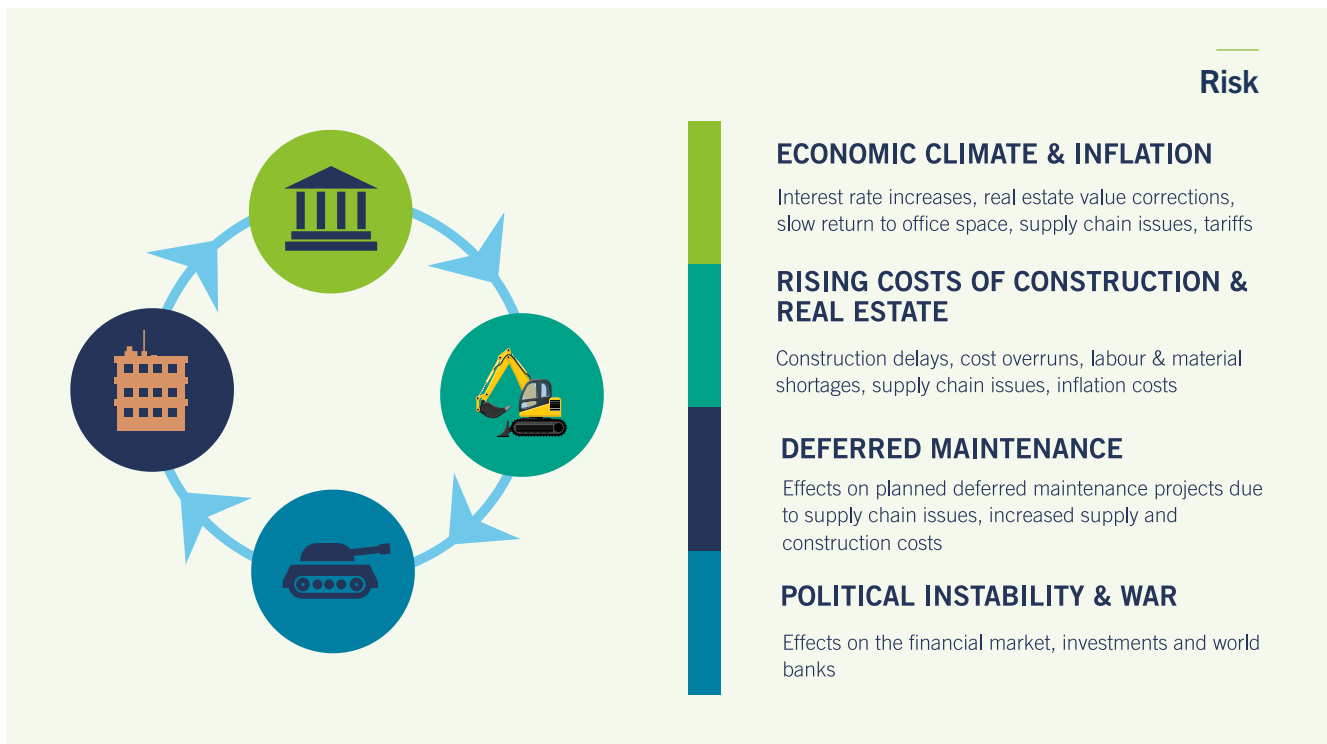 Risk
ECONOMIC CLIMATE & INFLATION
Interest rate increases, real estate value corrections,
slow return to office space, supply chain issues, tariffs
RISING COSTS OF CONSTRUCTION &
REAL ESTATE
Construction delays, cost overruns, labour & material
shortages, supply chain issues, inflation costs
DEFERRED MAINTENANCE
Effects on planned deferred maintenance projects due
to supply chain issues, increased supply and
construction costs
POLITICAL INSTABILITY & WAR
Effects on the financial market, investments and world
banks